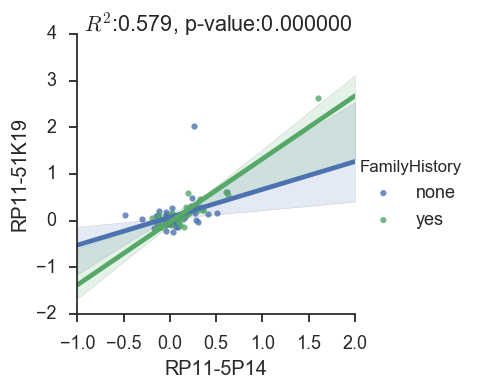 R²:0.579, p-value:0.000000
4
3
2
1
0
−1
−2
RP11-51K19
−1.0 −0.5 0.0 0.5 1.0 1.5 2.0
RP11-5P14
FamilyHistory
none
yes